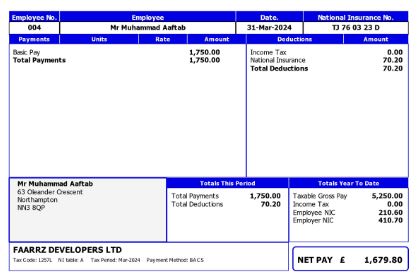 Employee No. Employee Date. National Insurance No.
004 Mr Muhammad Aaftab 31-Mar-2024 TJ 76 03 23 D
Payments Units Rate Amount Deductions Amount
Basic Pay 1,750.00 Income Tax 0.00
Total Payments 1,750.00 National Insurance 70.20
Total Deductions 70.20
Mr Muhammad Aaftab
63 Oleander Crescent
Northampton
NN3 8QP
Totals This Period
Total Payments 1,750.00
Total Deductions 70.20
Totals Year To Date
Taxable Gross Pay 5,250.00
Income Tax 0.00
Employee NIC 210.60
Employer NIC 410.70
FAARRZ DEVELOPERS LTD
Tax Code: 1257L NI table: A Tax Period: Mar-2024 Payment Method: BACS
NET PAY £ 1,679.80